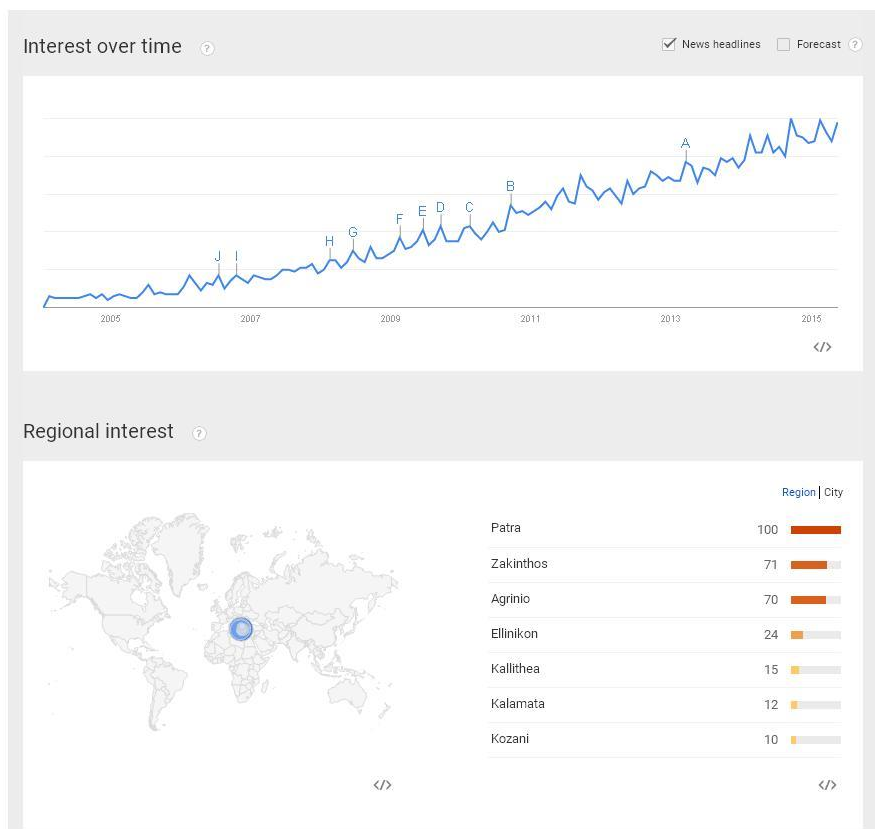 Interest over time ?
News headlines Forecast ?
A
B
C
D
E
F
G
H
I
J
2005 2007 2009 2011 2013 2015
</>
Regional interest ?
Region | City
Patra 100
Zakinthos 71
Agrinio 70
Ellinikon 24
Kallithea 15
Kalamata 12
Kozani 10
</> </>